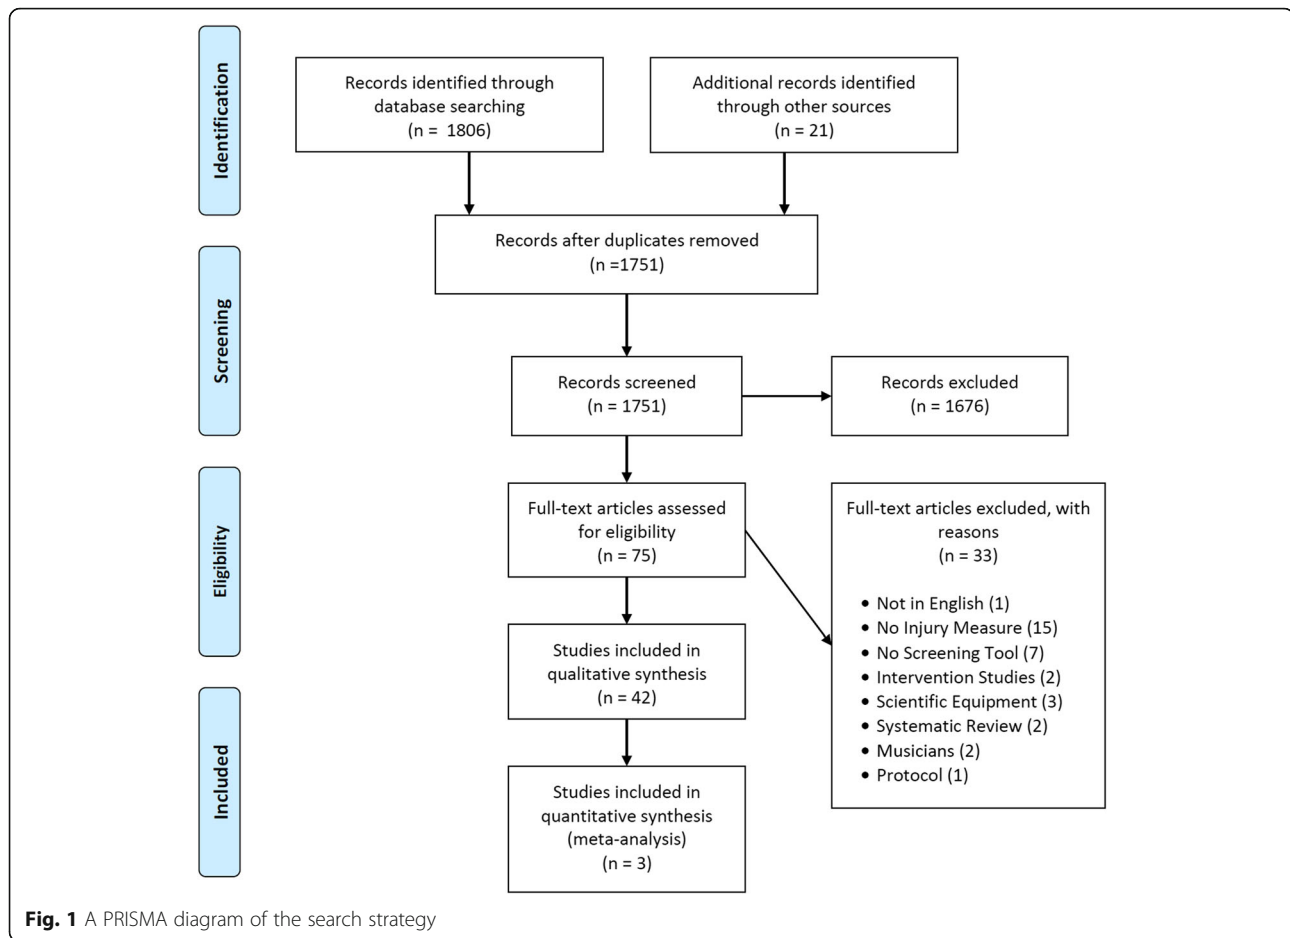 Identification
Records identified through
database searching
(n = 1806)
Additional records identified
through other sources
(n = 21)
Records after duplicates removed
(n =1751)
Screening
Records screened
(n = 1751)
Records excluded
(n = 1676)
Eligibility
Full-text articles assessed
for eligibility
(n = 75)
Full-text articles excluded, with
reasons
(n = 33)
• Not in English (1)
• No Injury Measure (15)
• No Screening Tool (7)
• Intervention Studies (2)
• Scientific Equipment (3)
• Systematic Review (2)
• Musicians (2)
• Protocol (1)
Studies included in
qualitative synthesis
(n = 42)
Included
Studies included in
quantitative synthesis
(meta-analysis)
(n = 3)
Fig. 1 A PRISMA diagram of the search strategy